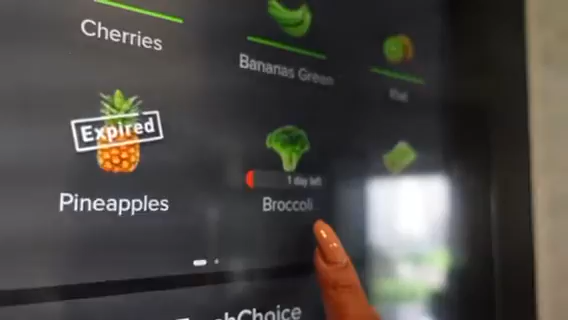 Cherries
Bananas Green
Expired
1 day left
Pineapples
Broccoli